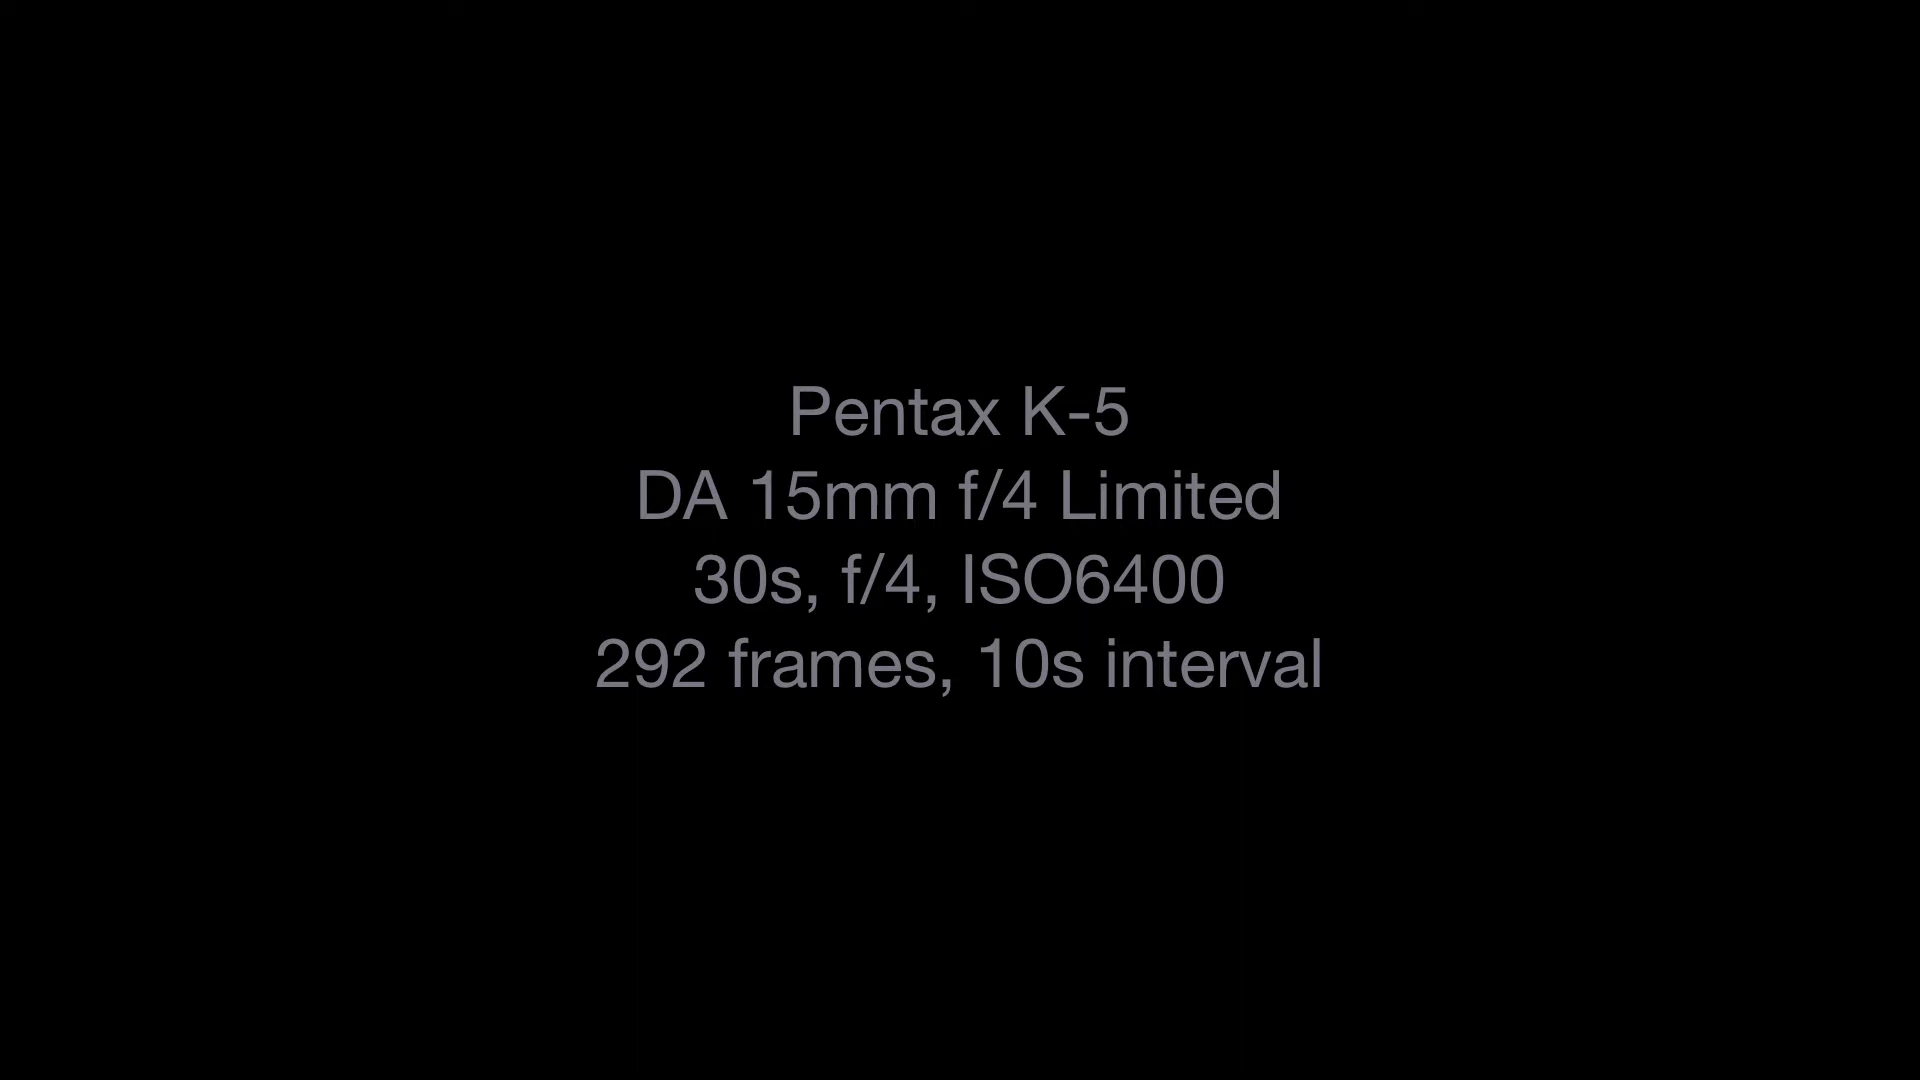 Pentax K-5
DA 15mm f/4 Limited
30s, f/4, ISO6400
292 frames, 10s interval